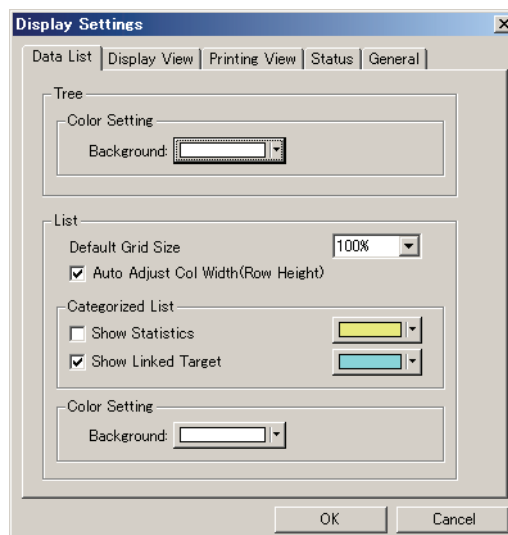 Display Settings
Data List Display View Printing View Status General
Tree
Color Setting
Background:
List
Default Grid Size 100%
Auto Adjust Col Width(Row Height)
Categorized List
Show Statistics
Show Linked Target
Color Setting
Background:
OK Cancel